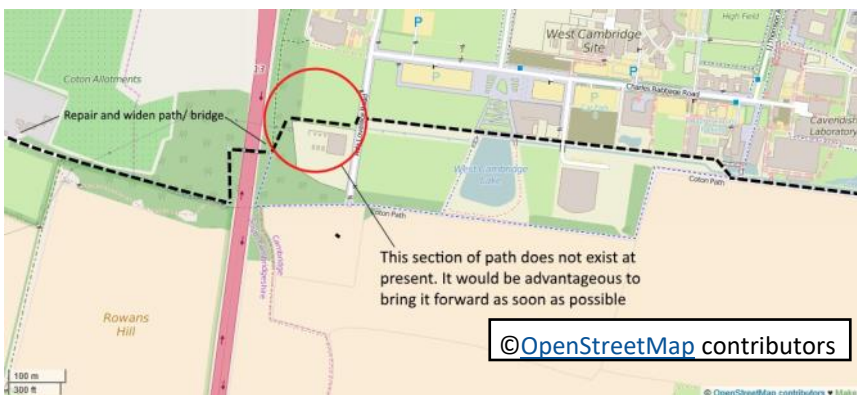 High Field
P
West Cambridge
Site
P
Coton Allotments
P
Charles Babbage Road
Repair and widen path/ bridge
Cavendish
Laboratory
West Cambridge
Lake
Coton Path
Coton Path
Cambridge
This section of path does not exist at
present. It would be advantageous to
bring it forward as soon as possible
Rowans
Hill
©OpenStreetMap contributors
100 m
300 ft
© OpenStreetMap contributors ♥ Make